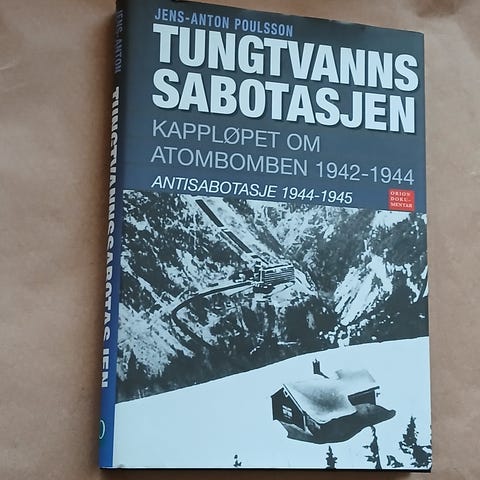 JENS-ANTON POULSSON
TUNGTVANNS
SABOTASJEN
KAPPLØPET OM
ATOMBOMBEN 1942-1944
ANTISABOTASJE 1944-1945
ORION
DOKU-
MENTAR
JENS-ANTON
TUNGTVANNSSABOTASJEN